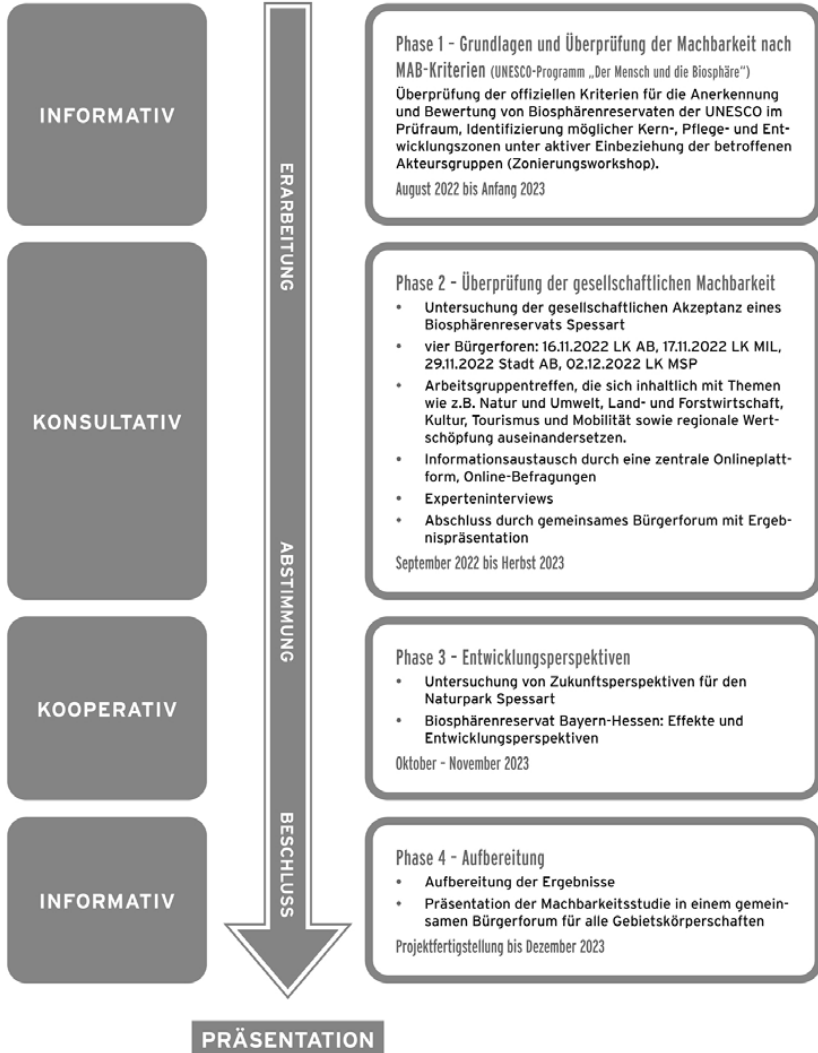 INFORMATIV
Phase 1 - Grundlagen und Überprüfung der Machbarkeit nach
MAB-Kriterien (UNESCO-Programm „Der Mensch und die Biosphäre“)
Überprüfung der offiziellen Kriterien für die Anerkennung
und Bewertung von Biosphärenreservaten der UNESCO im
Prüfraum, Identifizierung möglicher Kern-, Pflege- und Ent-
wicklungszonen unter aktiver Einbeziehung der betroffenen
Akteursgruppen (Zonierungsworkshop).
August 2022 bis Anfang 2023
ERARBEITUNG
KONSULTATIV
Phase 2 - Überprüfung der gesellschaftlichen Machbarkeit
• Untersuchung der gesellschaftlichen Akzeptanz eines
Biosphärenreservats Spessart
• vier Bürgerforen: 16.11.2022 LK AB, 17.11.2022 LK MIL,
29.11.2022 Stadt AB, 02.12.2022 LK MSP
• Arbeitsgruppentreffen, die sich inhaltlich mit Themen
wie z.B. Natur und Umwelt, Land- und Forstwirtschaft,
Kultur, Tourismus und Mobilität sowie regionale Wert-
schöpfung auseinandersetzen.
• Informationsaustausch durch eine zentrale Onlineplatt-
form, Online-Befragungen
• Experteninterviews
• Abschluss durch gemeinsames Bürgerforum mit Ergeb-
nispräsentation
September 2022 bis Herbst 2023
ABSTIMMUNG
KOOPERATIV
Phase 3 - Entwicklungsperspektiven
• Untersuchung von Zukunftsperspektiven für den
Naturpark Spessart
• Biosphärenreservat Bayern-Hessen: Effekte und
Entwicklungsperspektiven
Oktober - November 2023
BESCHLUSS
INFORMATIV
Phase 4 - Aufbereitung
• Aufbereitung der Ergebnisse
• Präsentation der Machbarkeitsstudie in einem gemein-
samen Bürgerforum für alle Gebietskörperschaften
Projektfertigstellung bis Dezember 2023
PRÄSENTATION